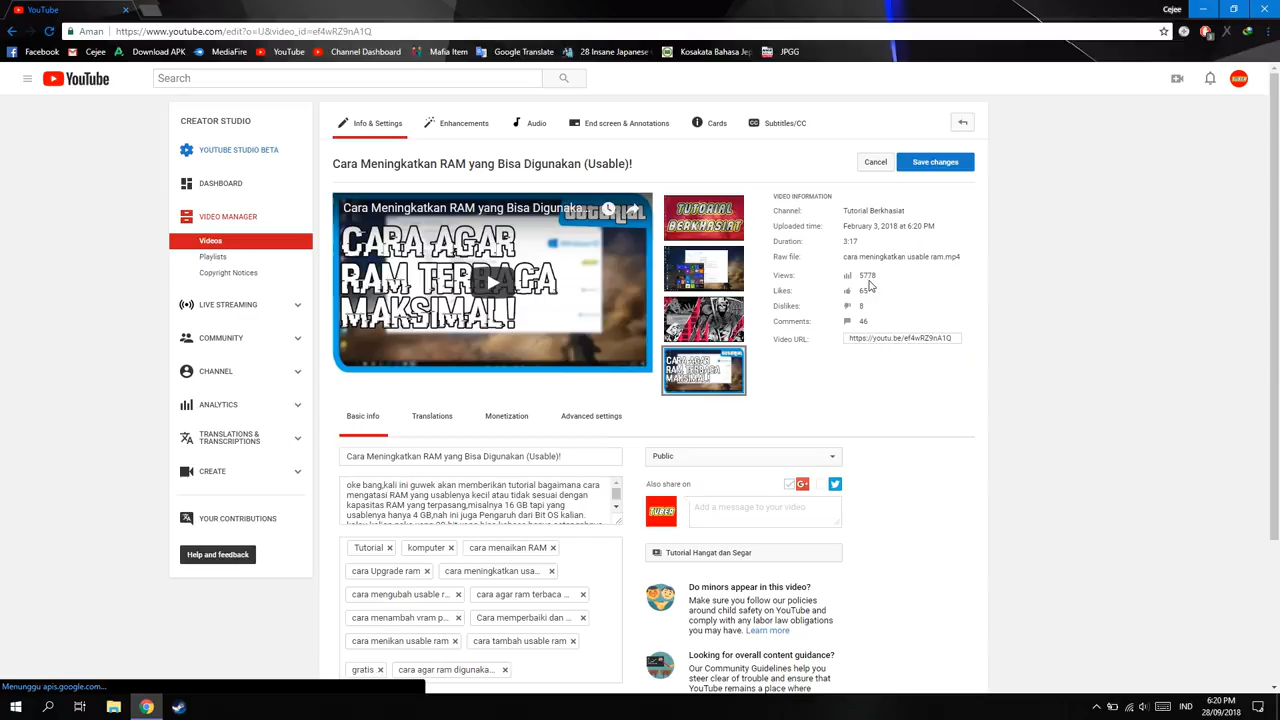 YouTube
Cejee
Aman
https://www.youtube.com/edit?o=U&video_id=ef4wRZ9nA1Q
Facebook
Cejee
Download APK
MediaFire
YouTube
Channel Dashboard
Mafia Item
Google Translate
28 Insane Japanese
Kosakata Bahasa Jep
JPGG
YouTube
Search
TUBER
CREATOR STUDIO
YOUTUBE STUDIO BETA
DASHBOARD
VIDEO MANAGER
Videos
Playlists
Copyright Notices
LIVE STREAMING
COMMUNITY
CHANNEL
ANALYTICS
TRANSLATIONS &
TRANSCRIPTIONS
CREATE
YOUR CONTRIBUTIONS
Help and feedback
Info & Settings
Enhancements
Audio
End screen & Annotations
Cards
Subtitles/CC
Cara Meningkatkan RAM yang Bisa Digunakan (Usable)!
Cancel
Save changes
Cara Meningkatkan RAM yang Bisa Digunaka...
CARA AGAR
RAM TERBACA
MAKSIMAL!
TUTORIAL
BERKHASIAT
CARA AGAR
RAM TERBACA
MAKSIMAL!
VIDEO INFORMATION
Channel: Tutorial Berkhasiat
Uploaded time: February 3, 2018 at 6:20 PM
Duration: 3:17
Raw file: cara meningkatkan usable ram.mp4
Views: 5778
Likes: 65
Dislikes: 8
Comments: 46
Video URL: https://youtu.be/ef4wRZ9nA1Q
Basic info
Translations
Monetization
Advanced settings
Cara Meningkatkan RAM yang Bisa Digunakan (Usable)!
oke bang,kali ini guwek akan memberikan tutorial bagaimana cara
mengatasi RAM yang usablenya kecil atau tidak sesuai dengan
kapasitas RAM yang terpasang,misalnya 16 GB tapi yang
usablenya hanya 4 GB,nah ini juga Pengaruh dari Bit OS kalian.
Tutorial
komputer
cara menaikan RAM
cara Upgrade ram
cara meningkatkan usa...
cara mengubah usable r...
cara agar ram terbaca ...
cara menambah vram p...
Cara memperbaiki dan ...
cara menikan usable ram
cara tambah usable ram
gratis
cara agar ram digunaka...
Public
Also share on
TUBER
Add a message to your video
Tutorial Hangat dan Segar
Do minors appear in this video?
Make sure you follow our policies
around child safety on YouTube and
comply with any labor law obligations
you may have. Learn more
Looking for overall content guidance?
Our Community Guidelines help you
steer clear of trouble and ensure that
YouTube remains a place where
Menunggu apis.google.com...
IND
6:20 PM
28/09/2018